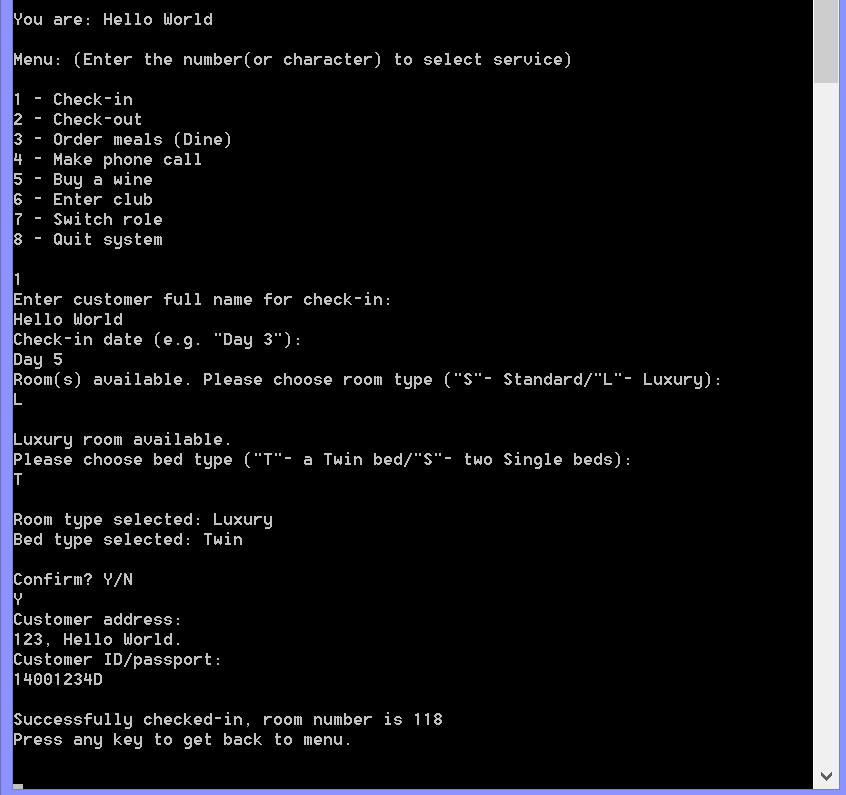 You are: Hello World
Menu: (Enter the number(or character) to select service)
1 - Check-in
2 - Check-out
3 - Order meals (Dine)
4 - Make phone call
5 - Buy a wine
6 - Enter club
7 - Switch role
8 - Quit system
1
Enter customer full name for check-in:
Hello World
Check-in date (e.g. "Day 3"):
Day 5
Room(s) available. Please choose room type ("S"- Standard/"L"- Luxury):
L
Luxury room available.
Please choose bed type ("T"- a Twin bed/"S"- two Single beds):
T
Room type selected: Luxury
Bed type selected: Twin
Confirm? Y/N
Y
Customer address:
123, Hello World.
Customer ID/passport:
14001234D
Successfully checked-in, room number is 118
Press any key to get back to menu.